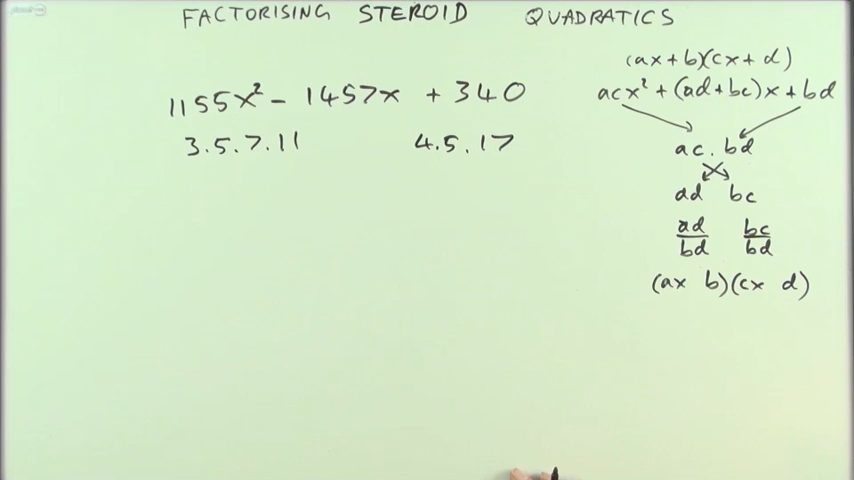 FACTORISING STEROID QUADRATICS
(ax+b)(cx+d)
1155x² - 1457x + 340
acx² + (ad+bc)x + bd
3.5.7.11
4.5.17
ac.bd
ad bc
ad/bd bc/bd
(ax b)(cx d)